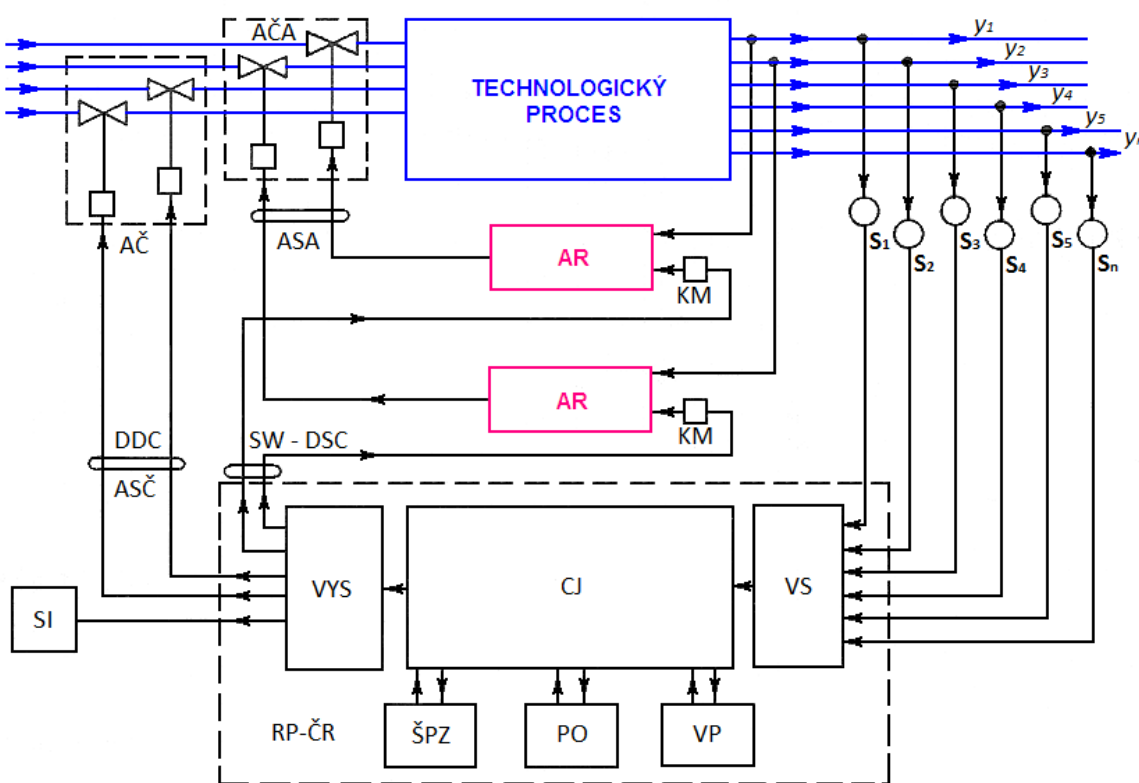 AČA
y1
y2
y3
y4
y5
TECHNOLOGICKÝ
PROCES
AČ
ASA
S1
S2
S3
S4
S5
Sn
AR
KM
AR
KM
DDC
ASČ
SW - DSC
VYS
CJ
VS
SI
RP-ČR
ŠPZ
PO
VP